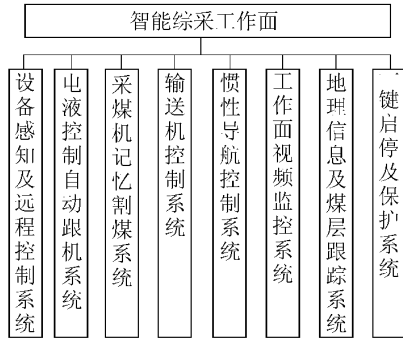 智能综采工作面
设备感知及远程控制系统
电液控制自动跟机系统
采煤机记忆割煤系统
输送机控制系统
惯性导航控制系统
工作面视频监控系统
地理信息及煤层跟踪系统
键启停及保护系统